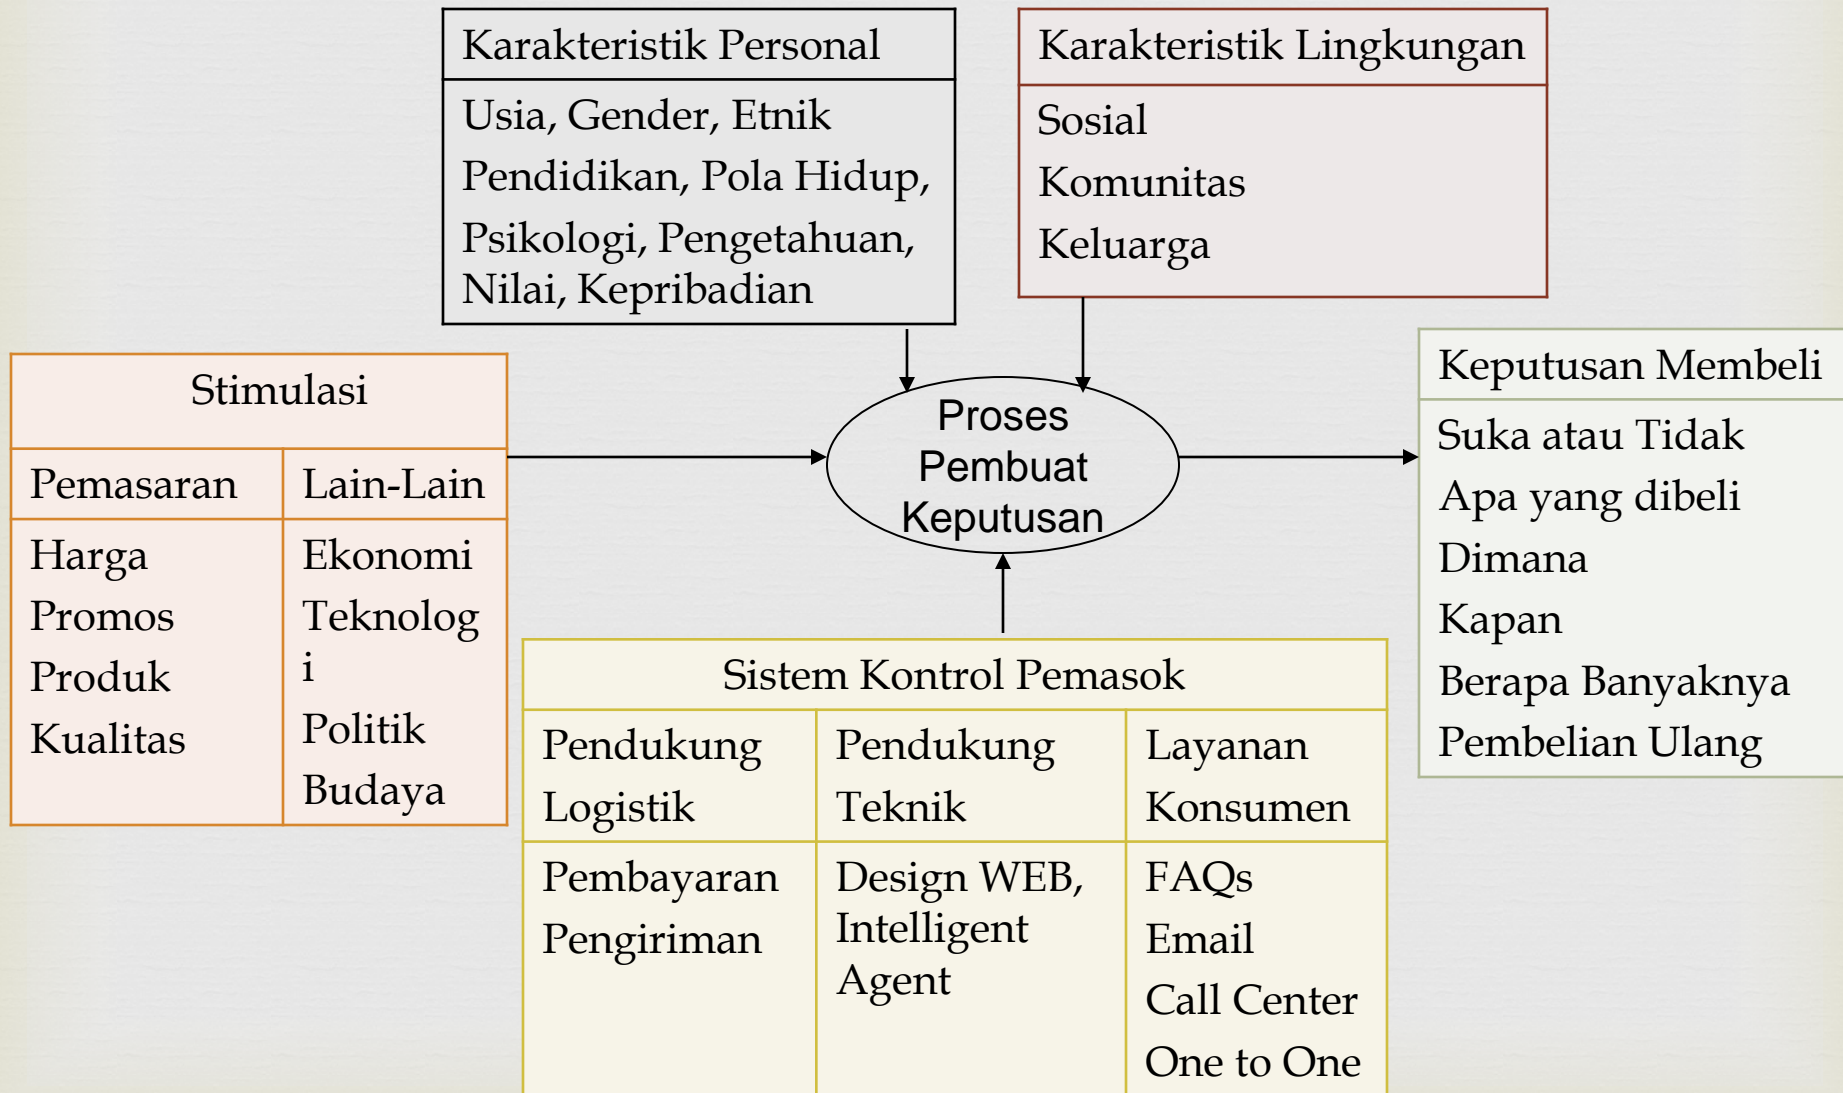 Karakteristik Personal
Usia, Gender, Etnik
Pendidikan, Pola Hidup,
Psikologi, Pengetahuan,
Nilai, Kepribadian
Karakteristik Lingkungan
Sosial
Komunitas
Keluarga
Stimulasi
Pemasaran
Harga
Promos
Produk
Kualitas
Lain-Lain
Ekonomi
Teknolog
i
Politik
Budaya
Proses
Pembuat
Keputusan
Keputusan Membeli
Suka atau Tidak
Apa yang dibeli
Dimana
Kapan
Berapa Banyaknya
Pembelian Ulang
Sistem Kontrol Pemasok
Pendukung
Logistik
Pembayaran
Pengiriman
Pendukung
Teknik
Design WEB,
Intelligent
Agent
Layanan
Konsumen
FAQs
Email
Call Center
One to One